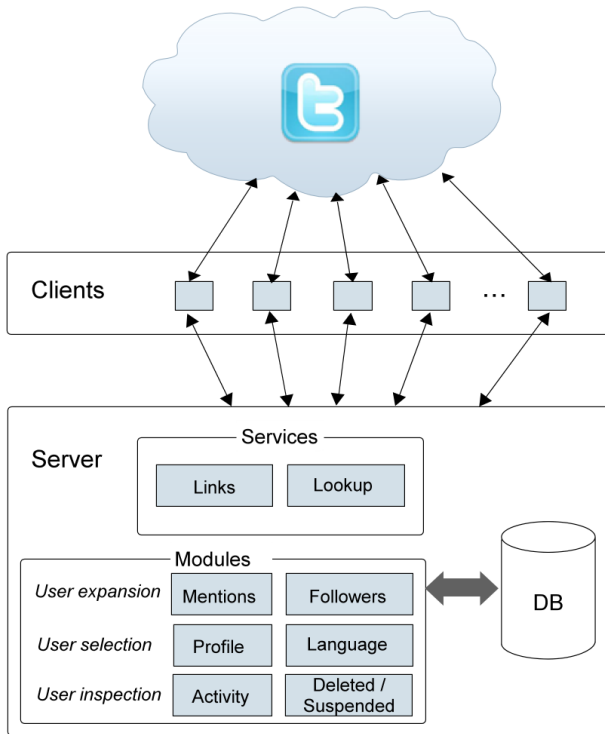 t
Clients
...
Services
Server
Links Lookup
Modules
User expansion Mentions Followers
User selection Profile Language
User inspection Activity Deleted /
Suspended
DB